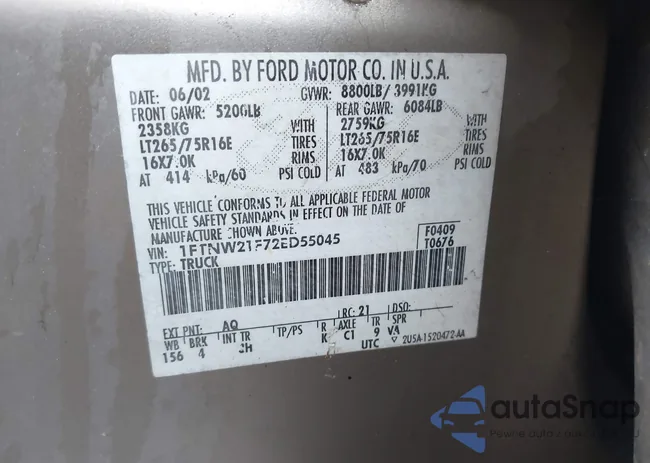 MFD. BY FORD MOTOR CO. IN U.S.A.
DATE: 06/02 GVWR: 8800LB/ 3991KG
FRONT GAWR: 5200LB REAR GAWR: 6084LB
2358KG WITH 2759KG WITH
LT265/75R16E TIRES LT265/75R16E TIRES
16X7.0K RIMS 16X7.0K RIMS
AT 414 kPa/60 PSI COLD AT 483 kPa/70 PSI COLD
THIS VEHICLE CONFORMS TO ALL APPLICABLE FEDERAL MOTOR
VEHICLE SAFETY STANDARDS IN EFFECT ON THE DATE OF
MANUFACTURE SHOWN ABOVE.
VIN: 1FTNW21F72ED55045 F0409
TYPE: TRUCK T0676
EXT PNT: AQ RC: 21 DSO:
WB BRK INT TR TP/PS R AXLE TR SPR
156 4 JH K C1 9 VA
UTC ▽ 2U5A-1520472-AA
autaSnap
Pewne auta z